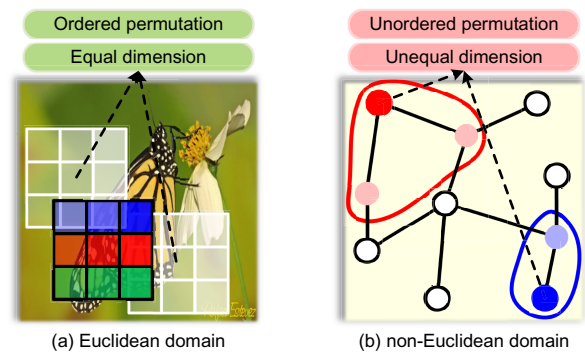 Ordered permutation
Equal dimension
Unordered permutation
Unequal dimension
(a) Euclidean domain
(b) non-Euclidean domain